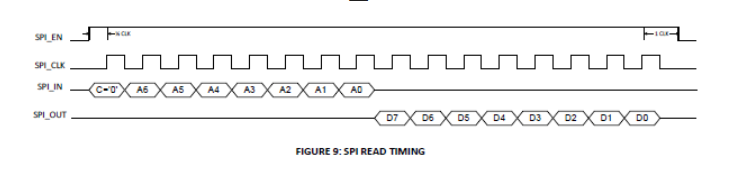 SPI_EN ½ CLK 1 CLK
SPI_CLK
SPI_IN C='0' A6 A5 A4 A3 A2 A1 A0
SPI_OUT D7 D6 D5 D4 D3 D2 D1 D0
FIGURE 9: SPI READ TIMING